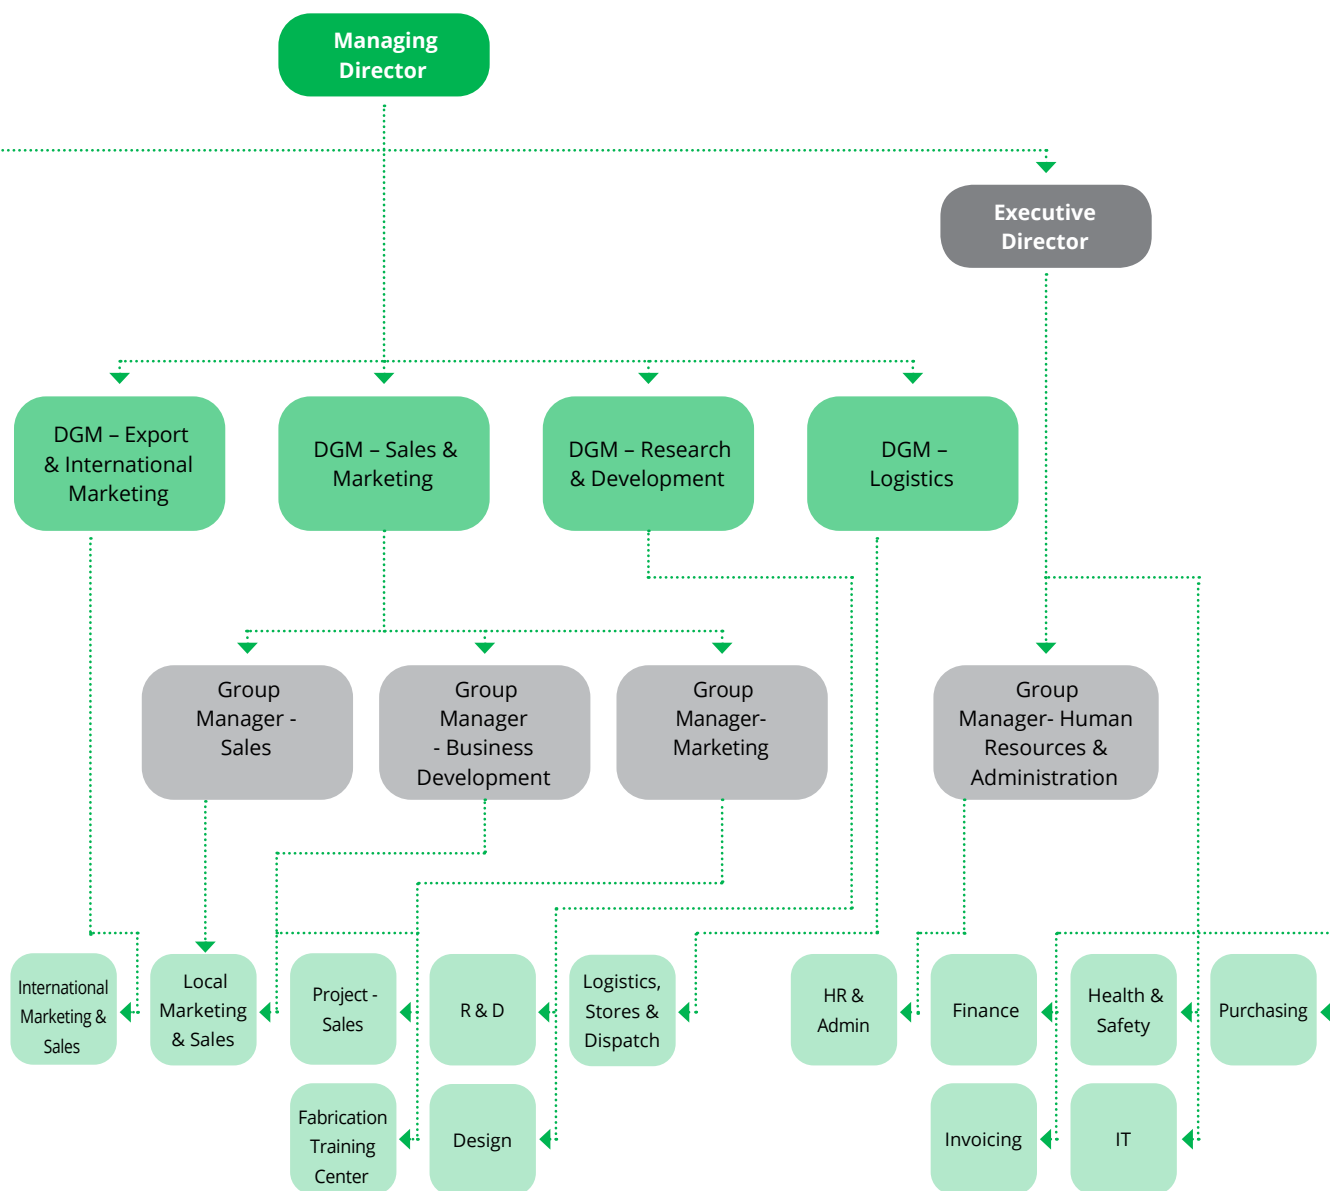 Managing
Director
Executive
Director
DGM – Export
& International
Marketing
DGM – Sales &
Marketing
DGM – Research
& Development
DGM –
Logistics
Group
Manager -
Sales
Group
Manager
- Business
Development
Group
Manager-
Marketing
Group
Manager- Human
Resources &
Administration
International
Marketing &
Sales
Local
Marketing
& Sales
Project -
Sales
R & D
Logistics,
Stores &
Dispatch
HR &
Admin
Finance
Health &
Safety
Purchasing
Fabrication
Training
Center
Design
Invoicing
IT